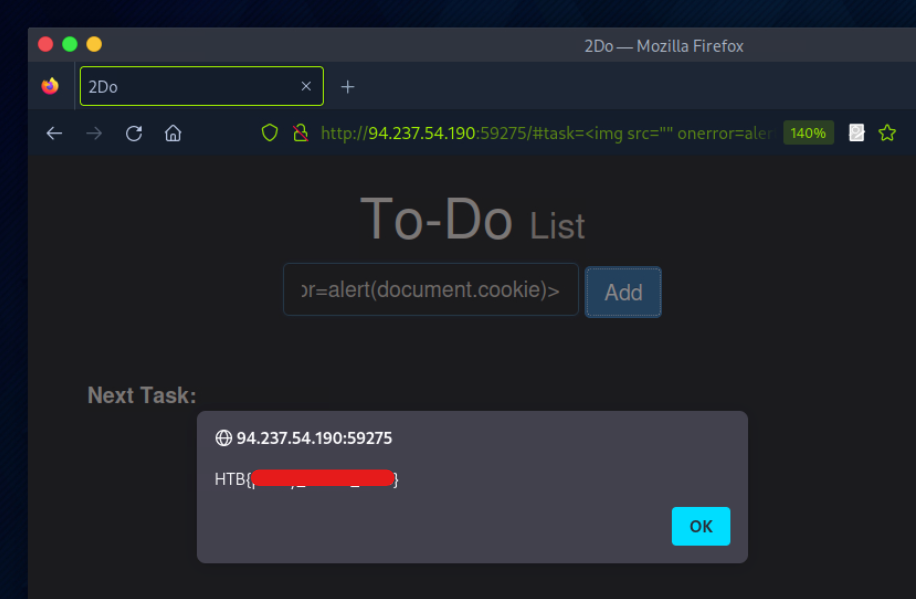 2Do — Mozilla Firefox
2Do
http://94.237.54.190:59275/#task=<img src="" onerror=aler
140%
To-Do List
or=alert(document.cookie)>
Add
Next Task:
94.237.54.190:59275
HTB{ }
OK